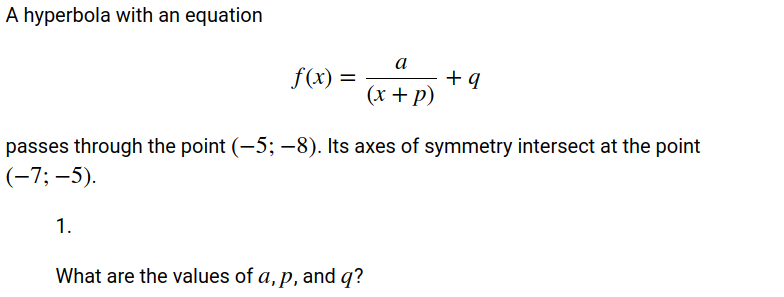 A hyperbola with an equation
f(x) = a/(x + p) + q
passes through the point (−5; −8). Its axes of symmetry intersect at the point
(−7; −5).
1.
What are the values of a, p, and q?